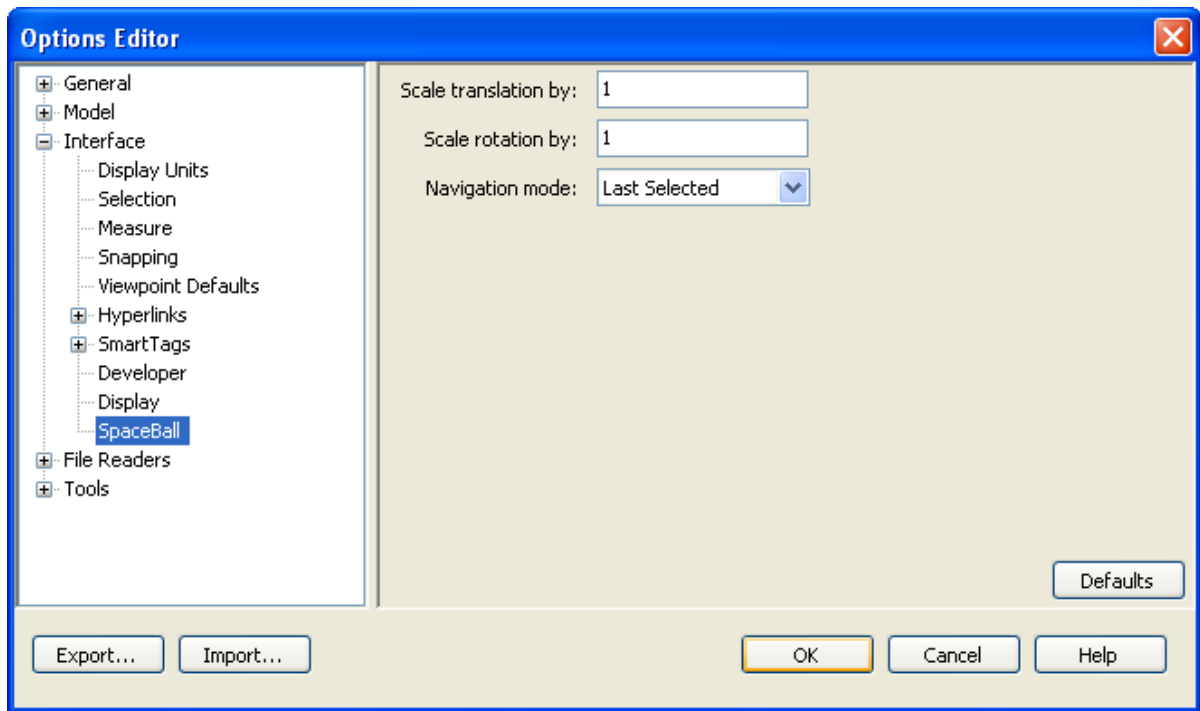 Options Editor
General
Model
Interface
Display Units
Selection
Measure
Snapping
Viewpoint Defaults
Hyperlinks
SmartTags
Developer
Display
SpaceBall
File Readers
Tools
Scale translation by: 1
Scale rotation by: 1
Navigation mode: Last Selected
Defaults
Export... Import... OK Cancel Help